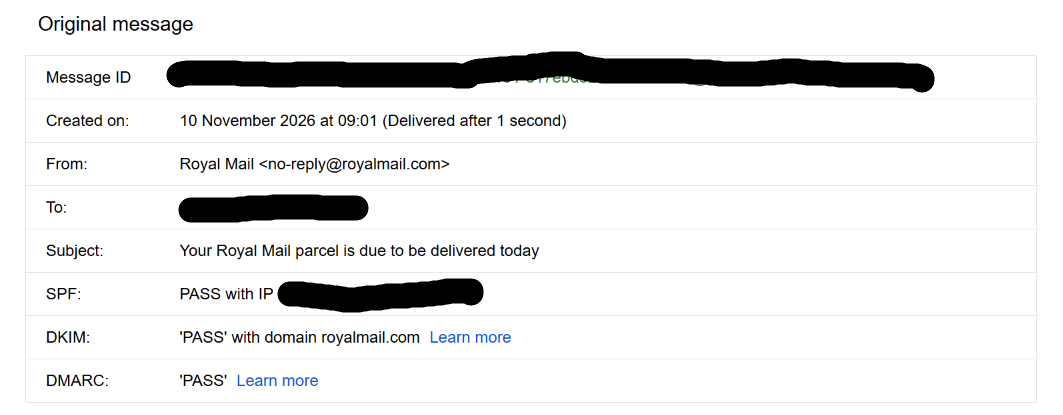 Original message
Message ID
Created on: 10 November 2026 at 09:01 (Delivered after 1 second)
From: Royal Mail <no-reply@royalmail.com>
To:
Subject: Your Royal Mail parcel is due to be delivered today
SPF: PASS with IP
DKIM: 'PASS' with domain royalmail.com Learn more
DMARC: 'PASS' Learn more